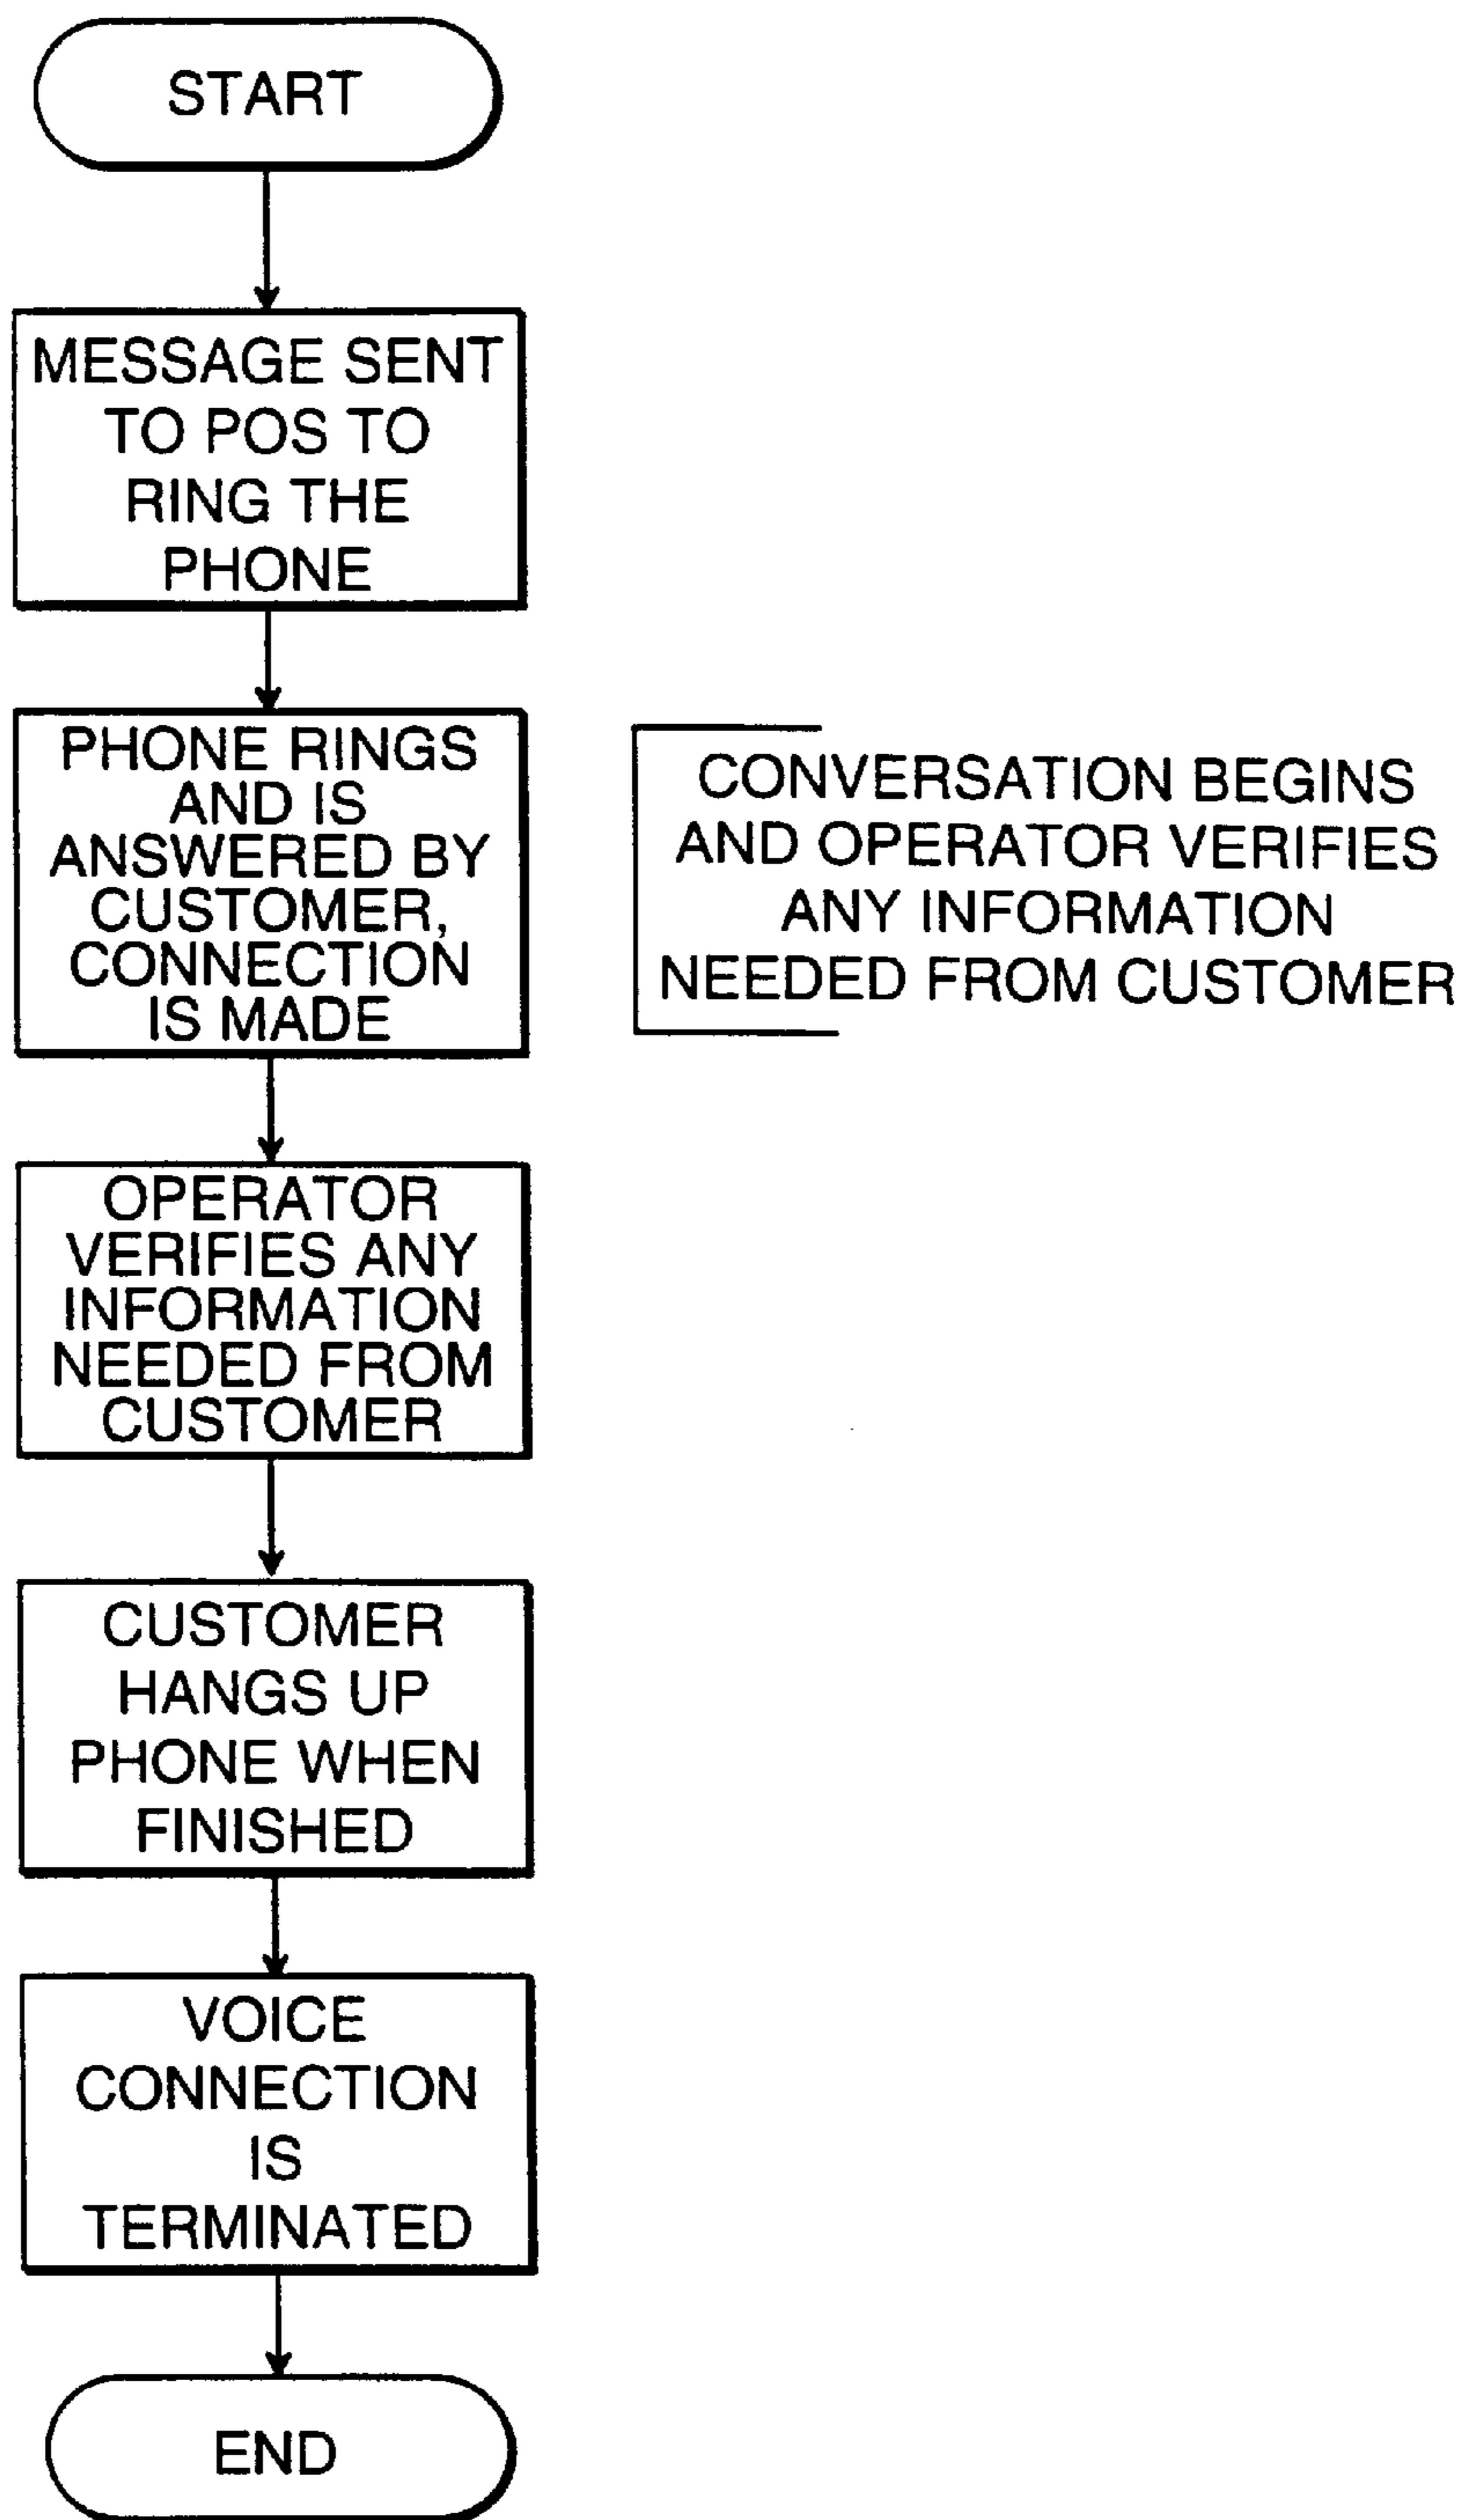 START
MESSAGE SENT
TO POS TO
RING THE
PHONE
PHONE RINGS
AND IS
ANSWERED BY
CUSTOMER,
CONNECTION
IS MADE
CONVERSATION BEGINS
AND OPERATOR VERIFIES
ANY INFORMATION
NEEDED FROM CUSTOMER
OPERATOR
VERIFIES ANY
INFORMATION
NEEDED FROM
CUSTOMER
CUSTOMER
HANGS UP
PHONE WHEN
FINISHED
VOICE
CONNECTION
IS
TERMINATED
END